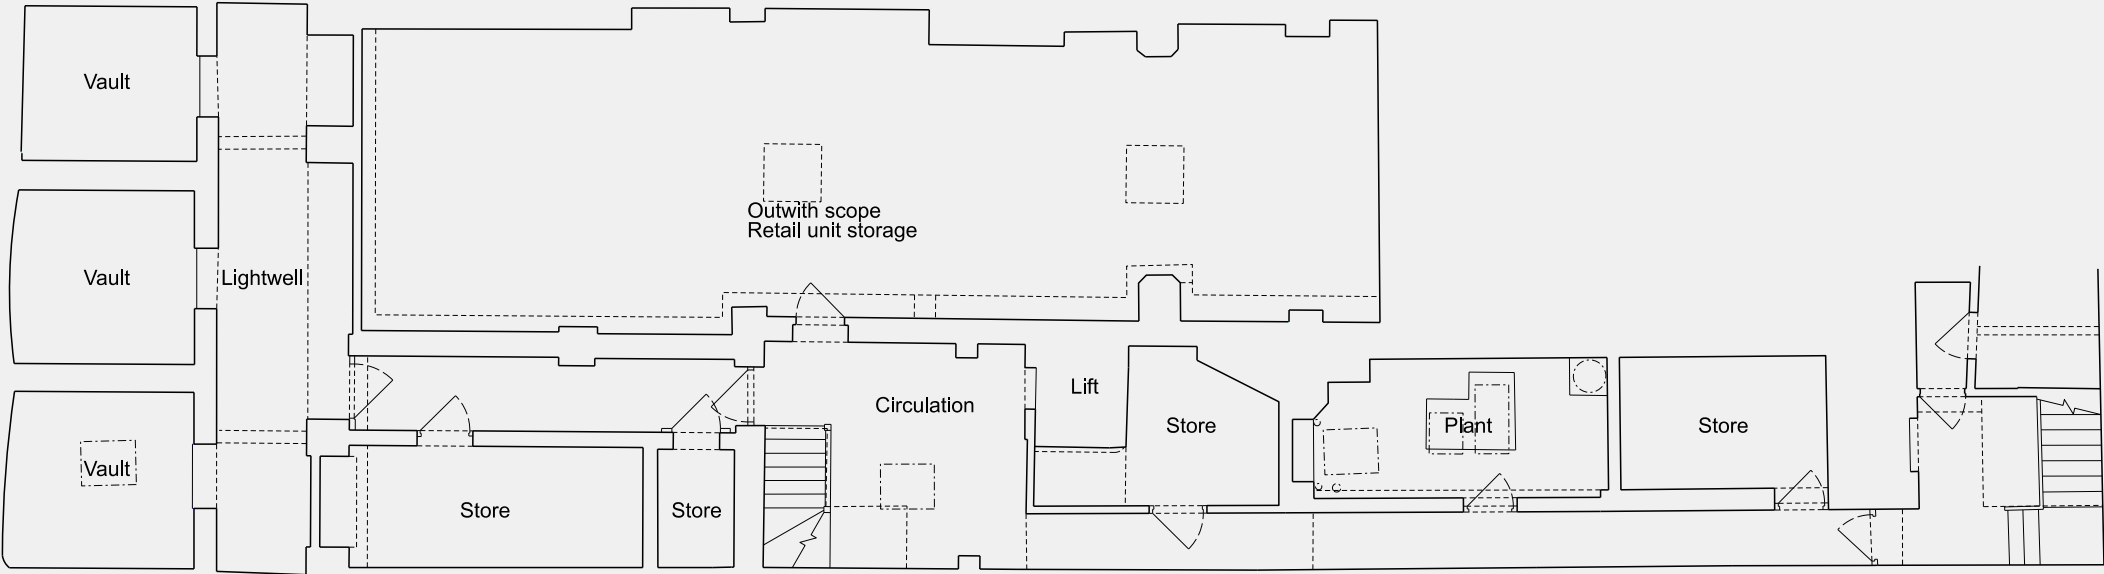 Vault
Outwith scope
Retail unit storage
Vault
Lightwell
Lift
Circulation
Store
Plant
Store
Vault
Store
Store